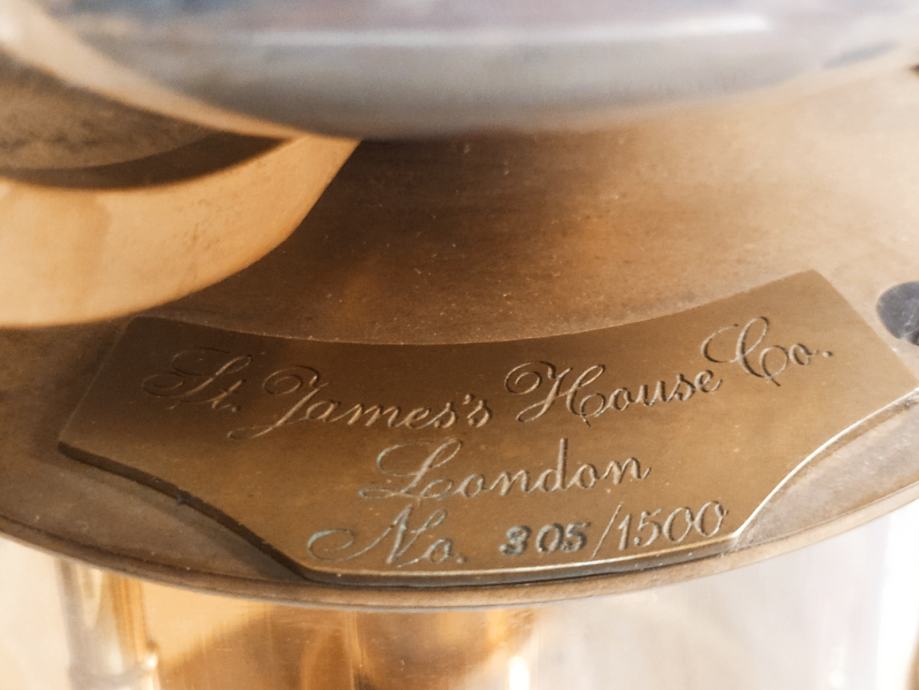 St. James's House Co.
London
No. 305/1500